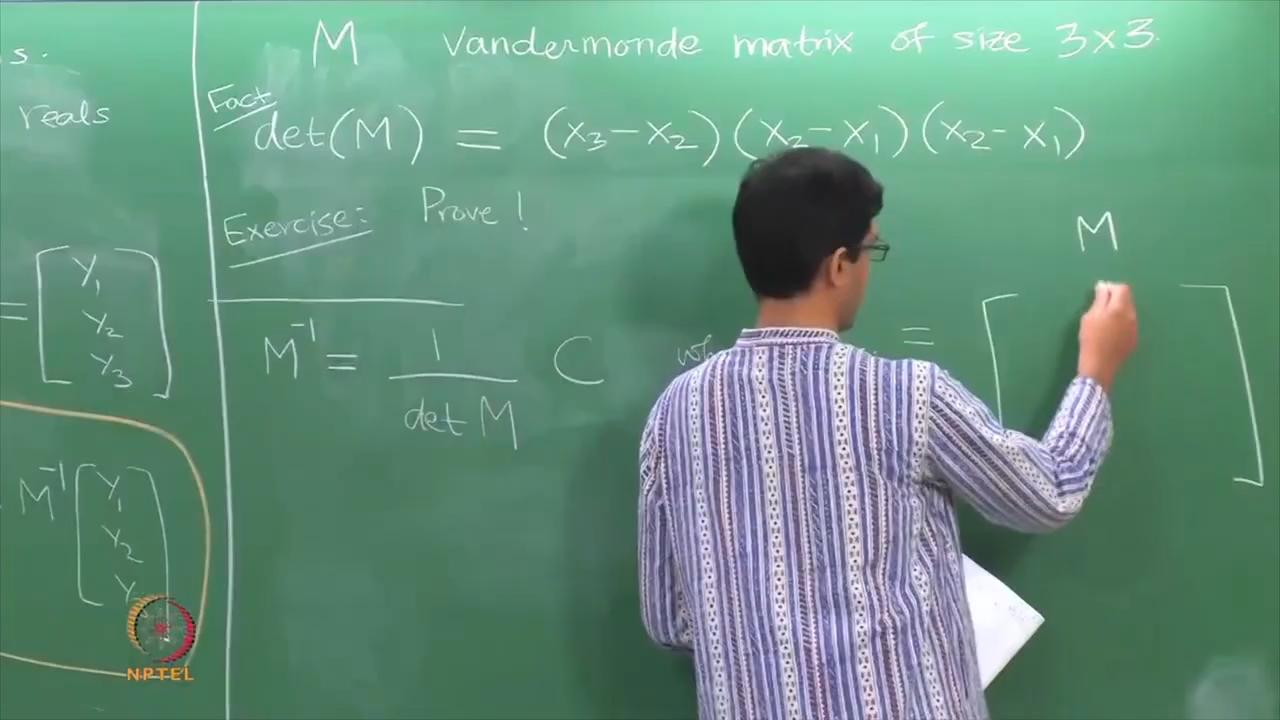 s.
reals
= [ Y₁
Y₂
Y₃ ]
M⁻¹ [ Y₁
Y₂
Y ]
M Vandermonde matrix of size 3×3.
Fact
det(M) = (x₃-x₂)(x₂-x₁)(x₂-x₁)
Exercise: Prove!
M⁻¹ = 1/det M C =
M
NPTEL